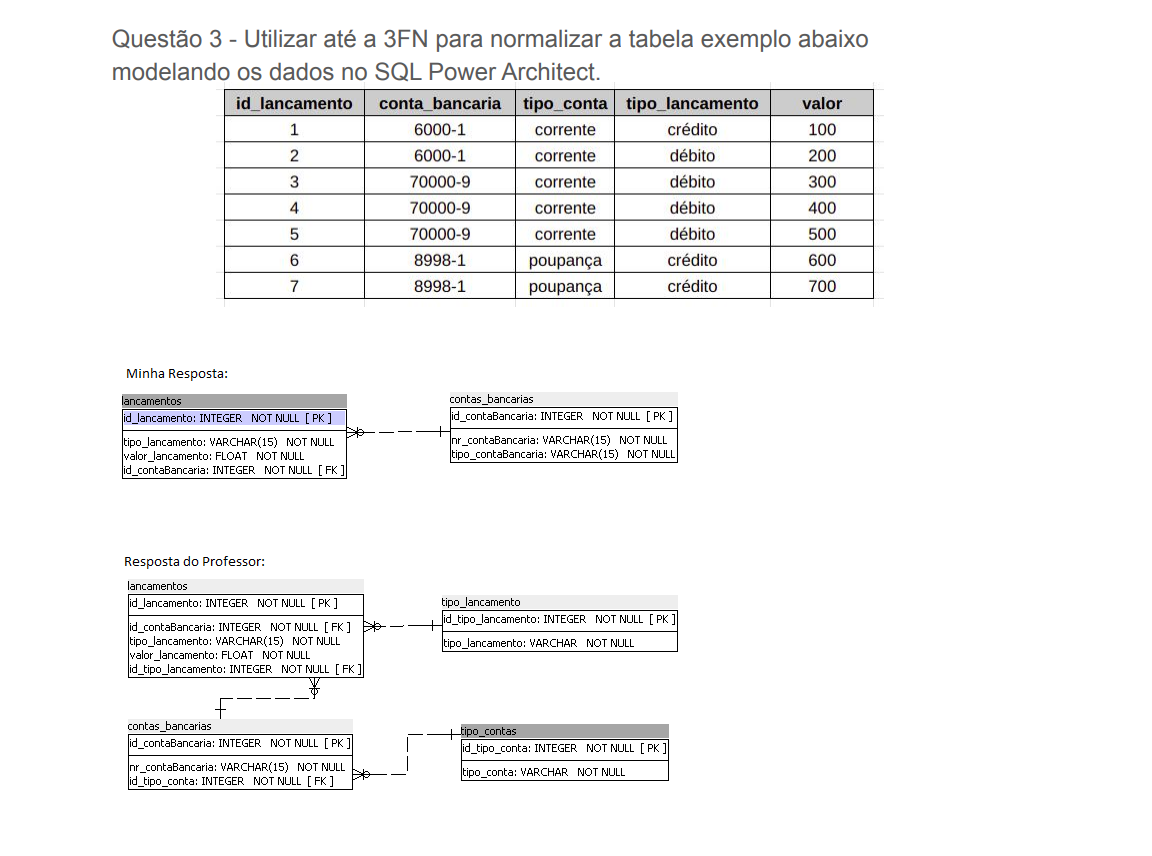 Questão 3 - Utilizar até a 3FN para normalizar a tabela exemplo abaixo
modelando os dados no SQL Power Architect.
id_lancamento conta_bancaria tipo_conta tipo_lancamento valor
1 6000-1 corrente crédito 100
2 6000-1 corrente débito 200
3 70000-9 corrente débito 300
4 70000-9 corrente débito 400
5 70000-9 corrente débito 500
6 8998-1 poupança crédito 600
7 8998-1 poupança crédito 700
Minha Resposta:
lancamentos
id_lancamento: INTEGER NOT NULL [ PK ]
tipo_lancamento: VARCHAR(15) NOT NULL
valor_lancamento: FLOAT NOT NULL
id_contaBancaria: INTEGER NOT NULL [ FK ]
contas_bancarias
id_contaBancaria: INTEGER NOT NULL [ PK ]
nr_contaBancaria: VARCHAR(15) NOT NULL
tipo_contaBancaria: VARCHAR(15) NOT NULL
Resposta do Professor:
lancamentos
id_lancamento: INTEGER NOT NULL [ PK ]
id_contaBancaria: INTEGER NOT NULL [ FK ]
tipo_lancamento: VARCHAR(15) NOT NULL
valor_lancamento: FLOAT NOT NULL
id_tipo_lancamento: INTEGER NOT NULL [ FK ]
tipo_lancamento
id_tipo_lancamento: INTEGER NOT NULL [ PK ]
tipo_lancamento: VARCHAR NOT NULL
contas_bancarias
id_contaBancaria: INTEGER NOT NULL [ PK ]
nr_contaBancaria: VARCHAR(15) NOT NULL
id_tipo_conta: INTEGER NOT NULL [ FK ]
tipo_contas
id_tipo_conta: INTEGER NOT NULL [ PK ]
tipo_conta: VARCHAR NOT NULL